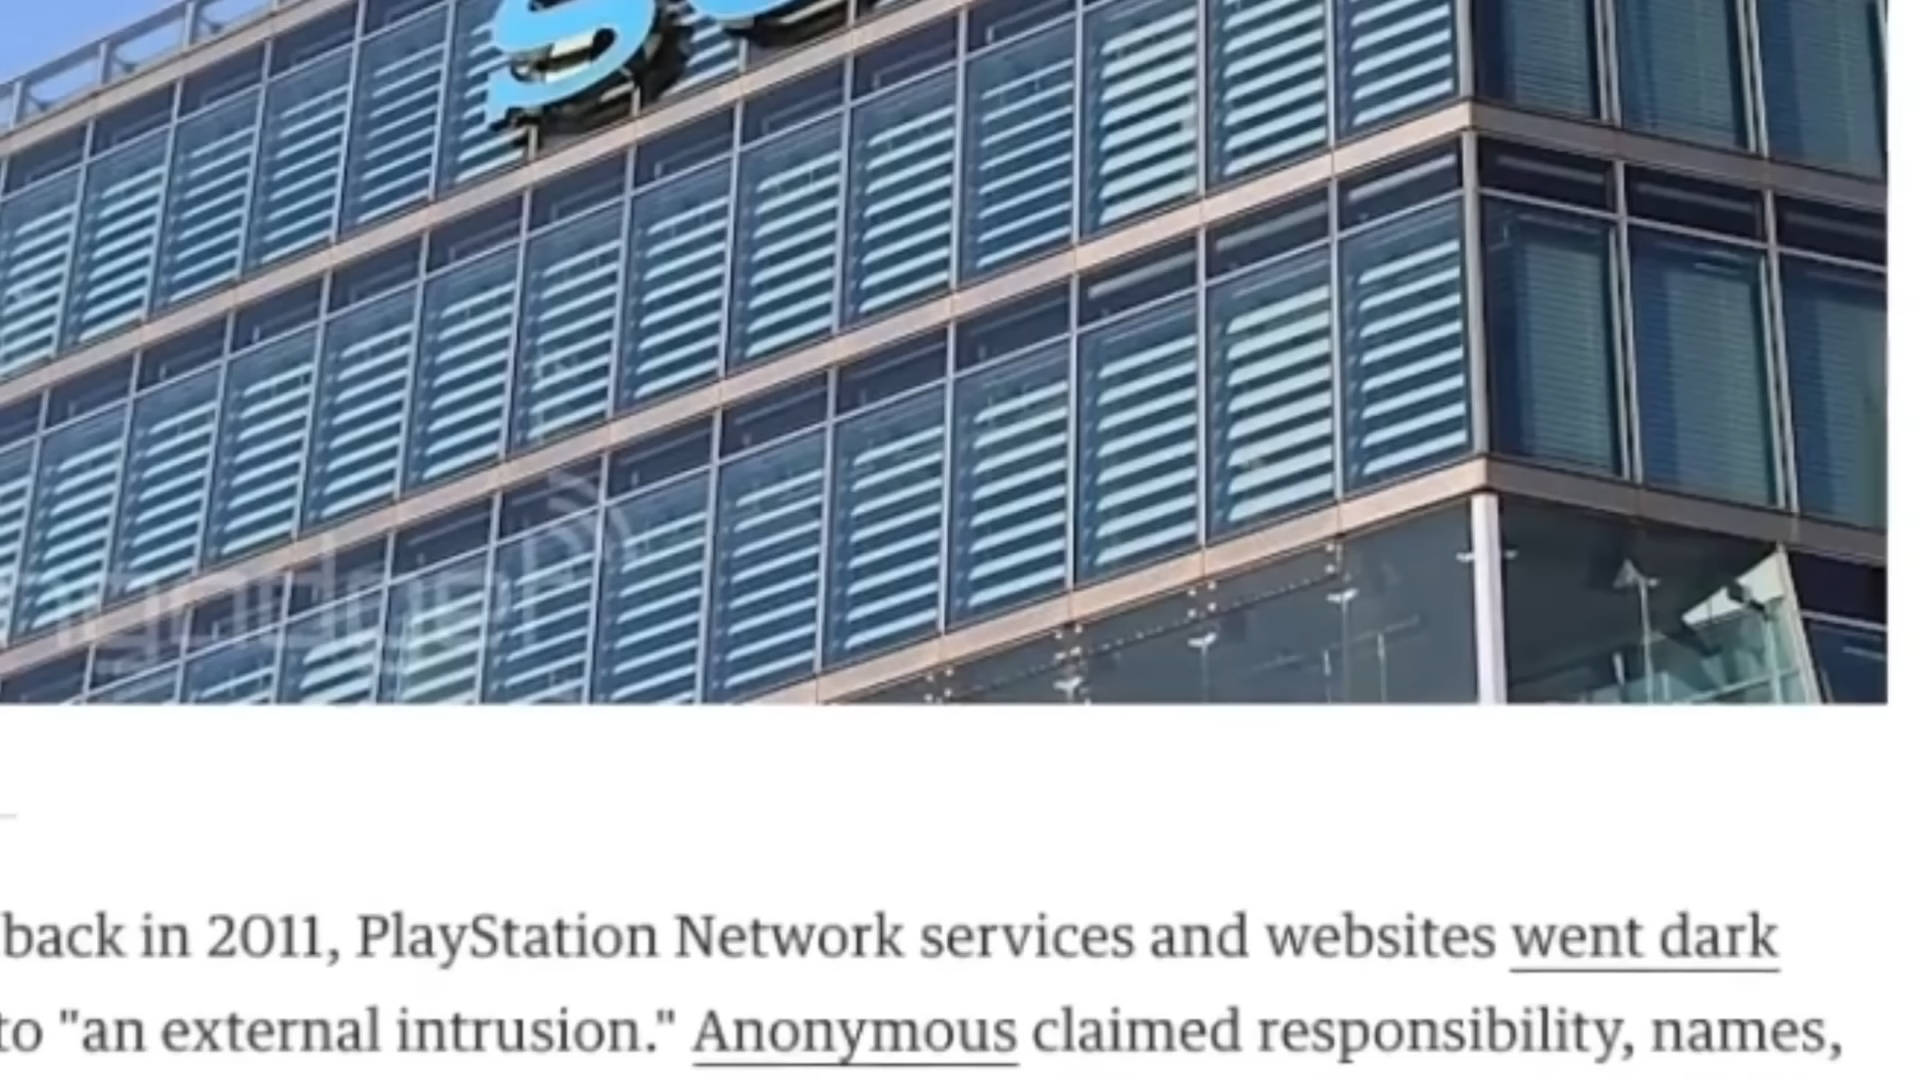 back in 2011, PlayStation Network services and websites went dark
to "an external intrusion." Anonymous claimed responsibility, names,